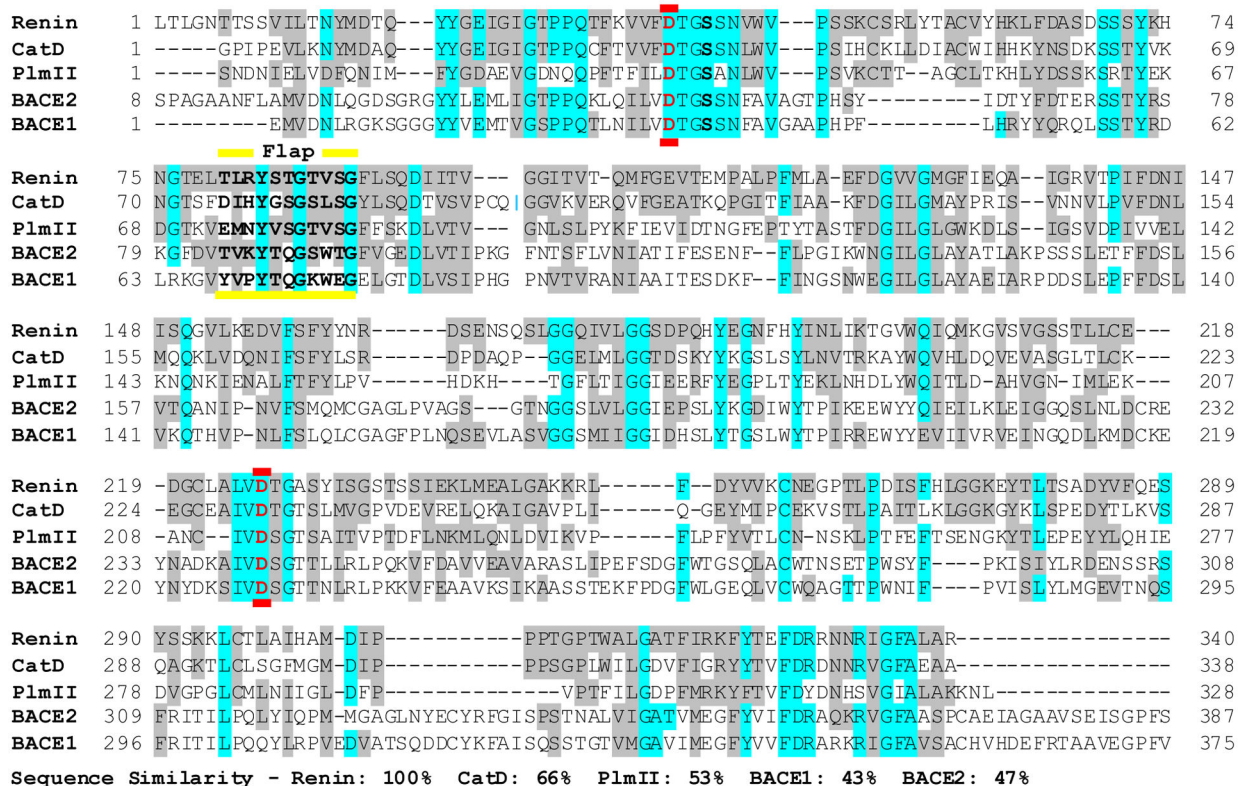 Renin 1 LTLGNTTSSVILTNYMDTQ---YYGEIGIGTPPQTFKVVFDTGSSNVWV--PSSKCSRLYTACVYHKLFDASDSSSYKH 74
CatD 1 -----GPIPEVLKNYMDAQ---YYGEIGIGTPPQCFTVVFDTGSSNLWV--PSIHCKLLDIACWIHHKYNSDKSSTYVK 69
PlmII 1 ------SNDNIELVDFQNIM---FYGDAEVGDNQQPFTFILDTGSANLWV--PSVKCTT--AGCLTKHLYDSSKSRTYEK 67
BACE2 8 SPAGAANFLAMVDNLQGDSGRGYYLEMLIGTPPQKLQILVDTGSSNFAVAGTPHSY---------IDTYFDTERSSTYRS 78
BACE1 1 ---------EMVDNLRGKSGGGYYVEMTVGSPPQTLNILVDTGSSNFAVGAAPHPF---------LHRYYQRQLSSTYRD 62
Flap
Renin 75 NGTELTLRYSTGTVSGFLSQDIITV---GGITVT-QMFGEVTEMPALPFMLA-EFDGVVGMGFIEQA--IGRVTPIFDNI 147
CatD 70 NGTSFDIHYGSGSLSGYLSQDTVSVPCQ|GGVKVERQVFGEATKQPGITFIAA-KFDGILGMAYPRIS--VNNVLPVFDNL 154
PlmII 68 DGTKVEMNYVSGTVSGFFSKDLVTV---GNLSLPYKFIEVIDTNGFEPTYTASTFDGILGLGWKDLS--IGSVDPIVVEL 142
BACE2 79 KGFDVTVKYTQGSWTGFVGEDLVTIPKG FNTSFLVNIATIFESENF--FLPGIKWNGILGLAYATLAKPSSSLETFFDSL 156
BACE1 63 LRKGVYVPYTQGKWEGELGTDLVSIPHG PNVTVRANIAAITESDKF--FINGSNWEGILGLAYAEIARPDDSLEPFFDSL 140
Renin 148 ISQGVLKEDVFSFYYNR------DSENSQSLGGQIVLGGSDPQHYEGNFHYINLIKTGVWQIQMKGVSVGSSTLLCE--- 218
CatD 155 MQQKLVDQNIFSFYLSR------DPDAQP--GGELMLGGTDSKYYKGSLSYLNVTRKAYWQVHLDQVEVASGLTLCK--- 223
PlmII 143 KNQNKIENALFTFYLPV------HDKH----TGFLTIGGIEERFYEGPLTYEKLNHDLYWQITLD-AHVGN-IMLEK--- 207
BACE2 157 VTQANIP-NVFSMQMCGAGLPVAGS---GTNGGSLVLGGIEPSLYKGDIWYTPIKEEWYYQIEILKLEIGGQSLNLDCRE 232
BACE1 141 VKQTHVP-NLFSLQLCGAGFPLNQSEVLASVGGSMIIGGIDHSLYTGSLWYTPIRREWYYEVIIVRVEINGQDLKMDCKE 219
Renin 219 -DGCLALVDTGASYISGSTSSIEKLMEALGAKKRL------F--DYVVKCNEGPTLPDISFHLGGKEYTLTSADYVFQES 289
CatD 224 -EGCEAIVDTGTSLMVGPVDEVRELQKAIGAVPLI------Q-GEYMIPCEKVSTLPAITLKLGGKGYKLSPEDYTLKVS 287
PlmII 208 -ANC--IVDSGTSAITVPTDFLNKMLQNLDVIKVP------FLPFYVTLCN-NSKLPTFEFTSENGKYTLEPEYYLQHIE 277
BACE2 233 YNADKAIVDSGTTLLRLPQKVFDAVVEAVARASLIPEFSDGFWTGSQLACWTNSETPWSYF----PKISIYLRDENSSRS 308
BACE1 220 YNYDKSIVDSGTTNLRLPKKVFEAAVKSIKAASSTEKFPDGFWLGEQLVCWQAGTTPWNIF----PVISLYLMGEVTNQS 295
Renin 290 YSSKKLCTLAIHAM-DIP----------PPTGPTWALGATFIRKFYTEFDRRNNRIGFALAR------------------ 340
CatD 288 QAGKTLCLSGFMGM-DIP----------PPSGPLWILGDVFIGRYYTVFDRDNNRVGFAEAA------------------ 338
PlmII 278 DVGPGLCMLNIIGL-DFP------------VPTFILGDPFMRKYFTVFDYDNHSVGIALAKKNL---------------- 328
BACE2 309 FRITILPQLYIQPM-MGAGLNYECYRFGISPSTNALVIGATVMEGFYVIFDRAQKRVGFAASPCAEIAGAAVSEISGPFS 387
BACE1 296 FRITILPQQYLRPVEDVATSQDDCYKFAISQSSTGTVMGAVIMEGFYVVFDRARKRIGFAVSACHVHDEFRTAAVEGPFV 375
Sequence Similarity - Renin: 100% CatD: 66% PlmII: 53% BACE1: 43% BACE2: 47%